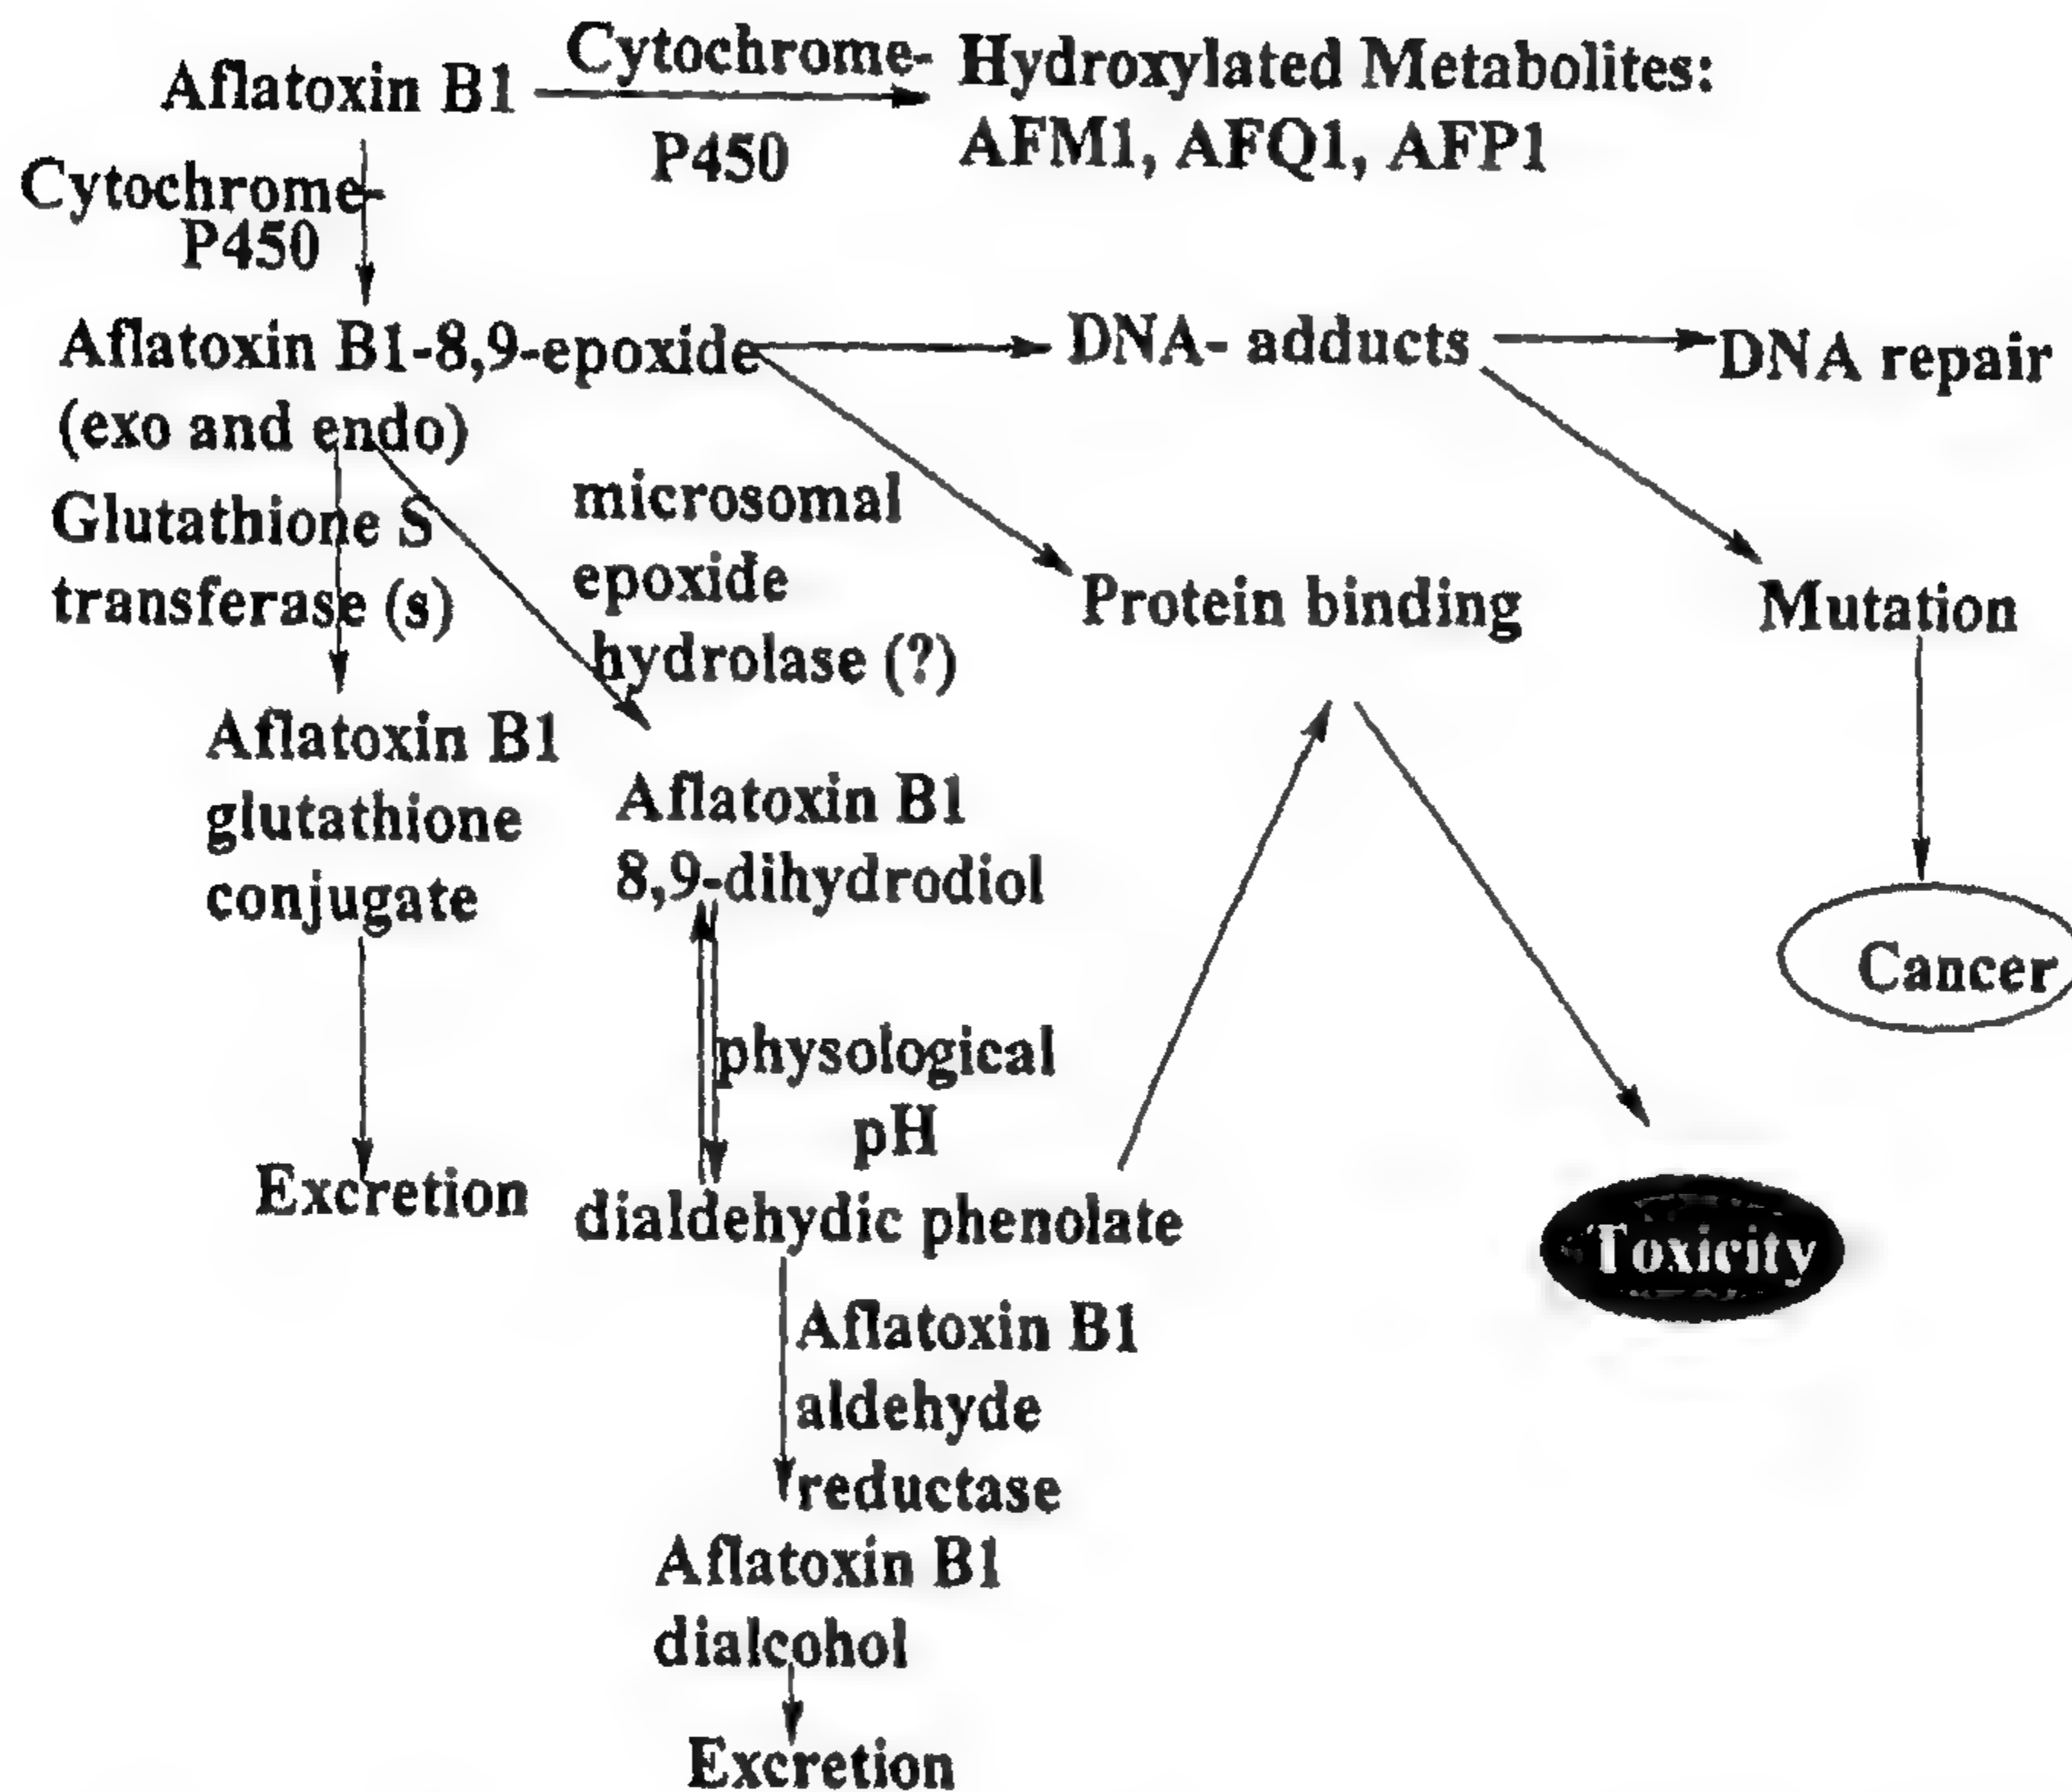 Aflatoxin B1
Cytochrome-
P450
Hydroxylated Metabolites:
AFM1, AFQ1, AFP1
Cytochrome-
P450
Aflatoxin B1-8,9-epoxide
(exo and endo)
DNA- adducts
DNA repair
Glutathione S
transferase (s)
microsomal
epoxide
hydrolase (?)
Protein binding
Mutation
Aflatoxin B1
glutathione
conjugate
Aflatoxin B1
8,9-dihydrodiol
Cancer
physological
pH
Excretion
dialdehydic phenolate
Toxicity
Aflatoxin B1
aldehyde
reductase
Aflatoxin B1
dialcohol
Excretion